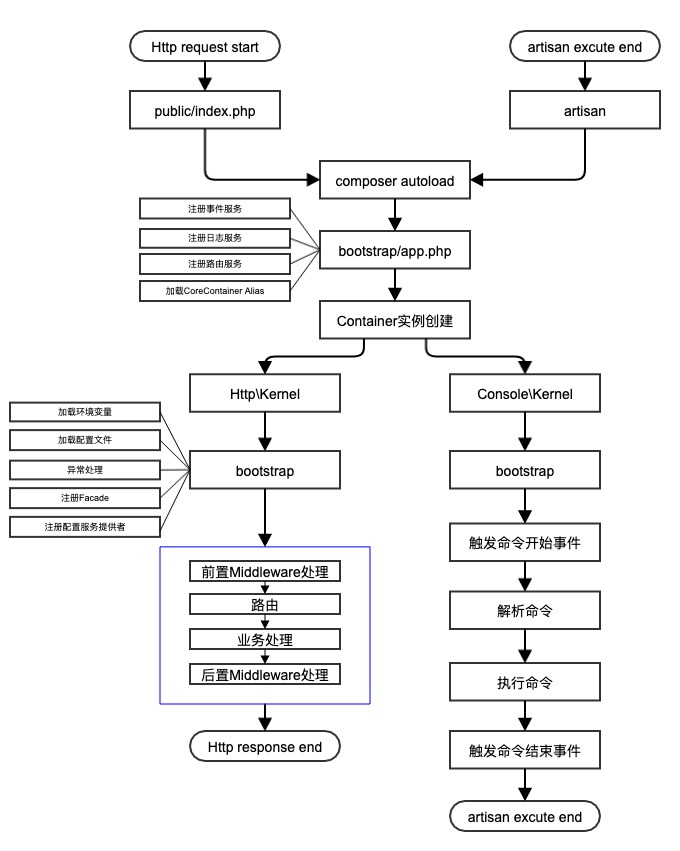 Http request start
artisan excute end
public/index.php
artisan
composer autoload
注册事件服务
注册日志服务
注册路由服务
加载CoreContainer Alias
bootstrap/app.php
Container实例创建
Http\Kernel
Console\Kernel
加载环境变量
加载配置文件
异常处理
注册Facade
注册配置服务提供者
bootstrap
bootstrap
前置Middleware处理
路由
业务处理
后置Middleware处理
Http response end
触发命令开始事件
解析命令
执行命令
触发命令结束事件
artisan excute end